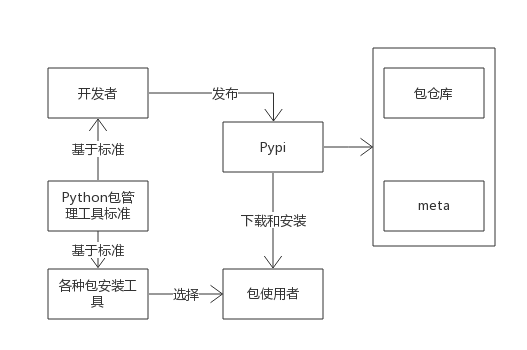 开发者
发布
包仓库
基于标准
Pypi
Python包管
理工具标准
meta
下载和安装
基于标准
各种包安装工
具
选择
包使用者